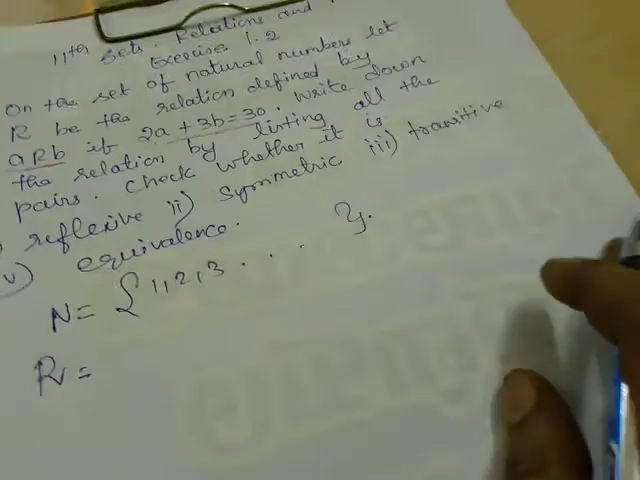 11th Sets. Relations and
Exercise 1.2
On the set of natural numbers let
R be the relation defined by
aRb if 2a + 3b = 30. Write down
the relation by listing all the
pairs. Check whether it is
reflexive ii) Symmetric iii) transitive
v) equivalence.
N = {1,2,3 . . . . }.
R =